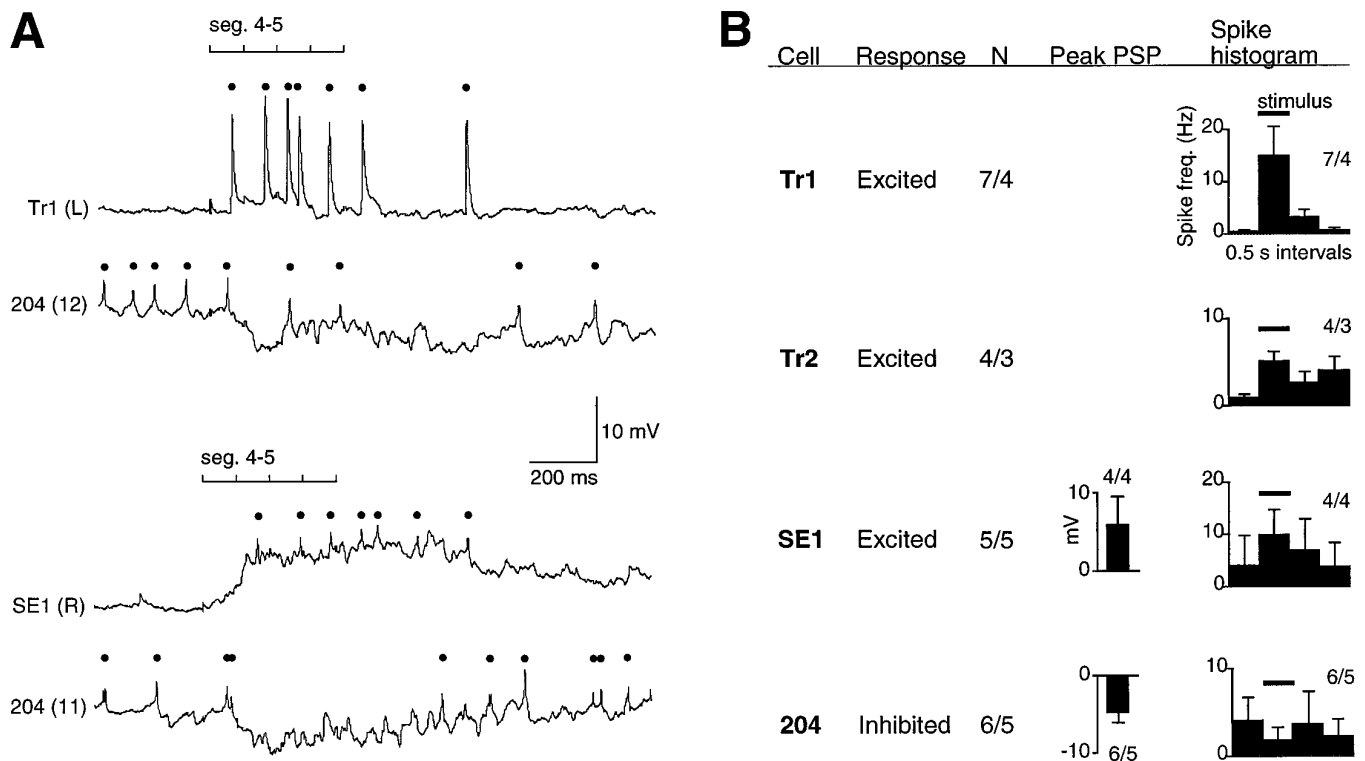 A
seg. 4-5
Tr1 (L)
204 (12)
10 mV
200 ms
seg. 4-5
SE1 (R)
204 (11)
B
Cell Response N Peak PSP Spike histogram
Tr1 Excited 7/4
Spike freq. (Hz)
20
10
0
stimulus
7/4
0.5 s intervals
Tr2 Excited 4/3
10
0
4/3
SE1 Excited 5/5
4/4
10
mV
0
20
10
0
4/4
204 Inhibited 6/5
0
-10
6/5
10
0
6/5